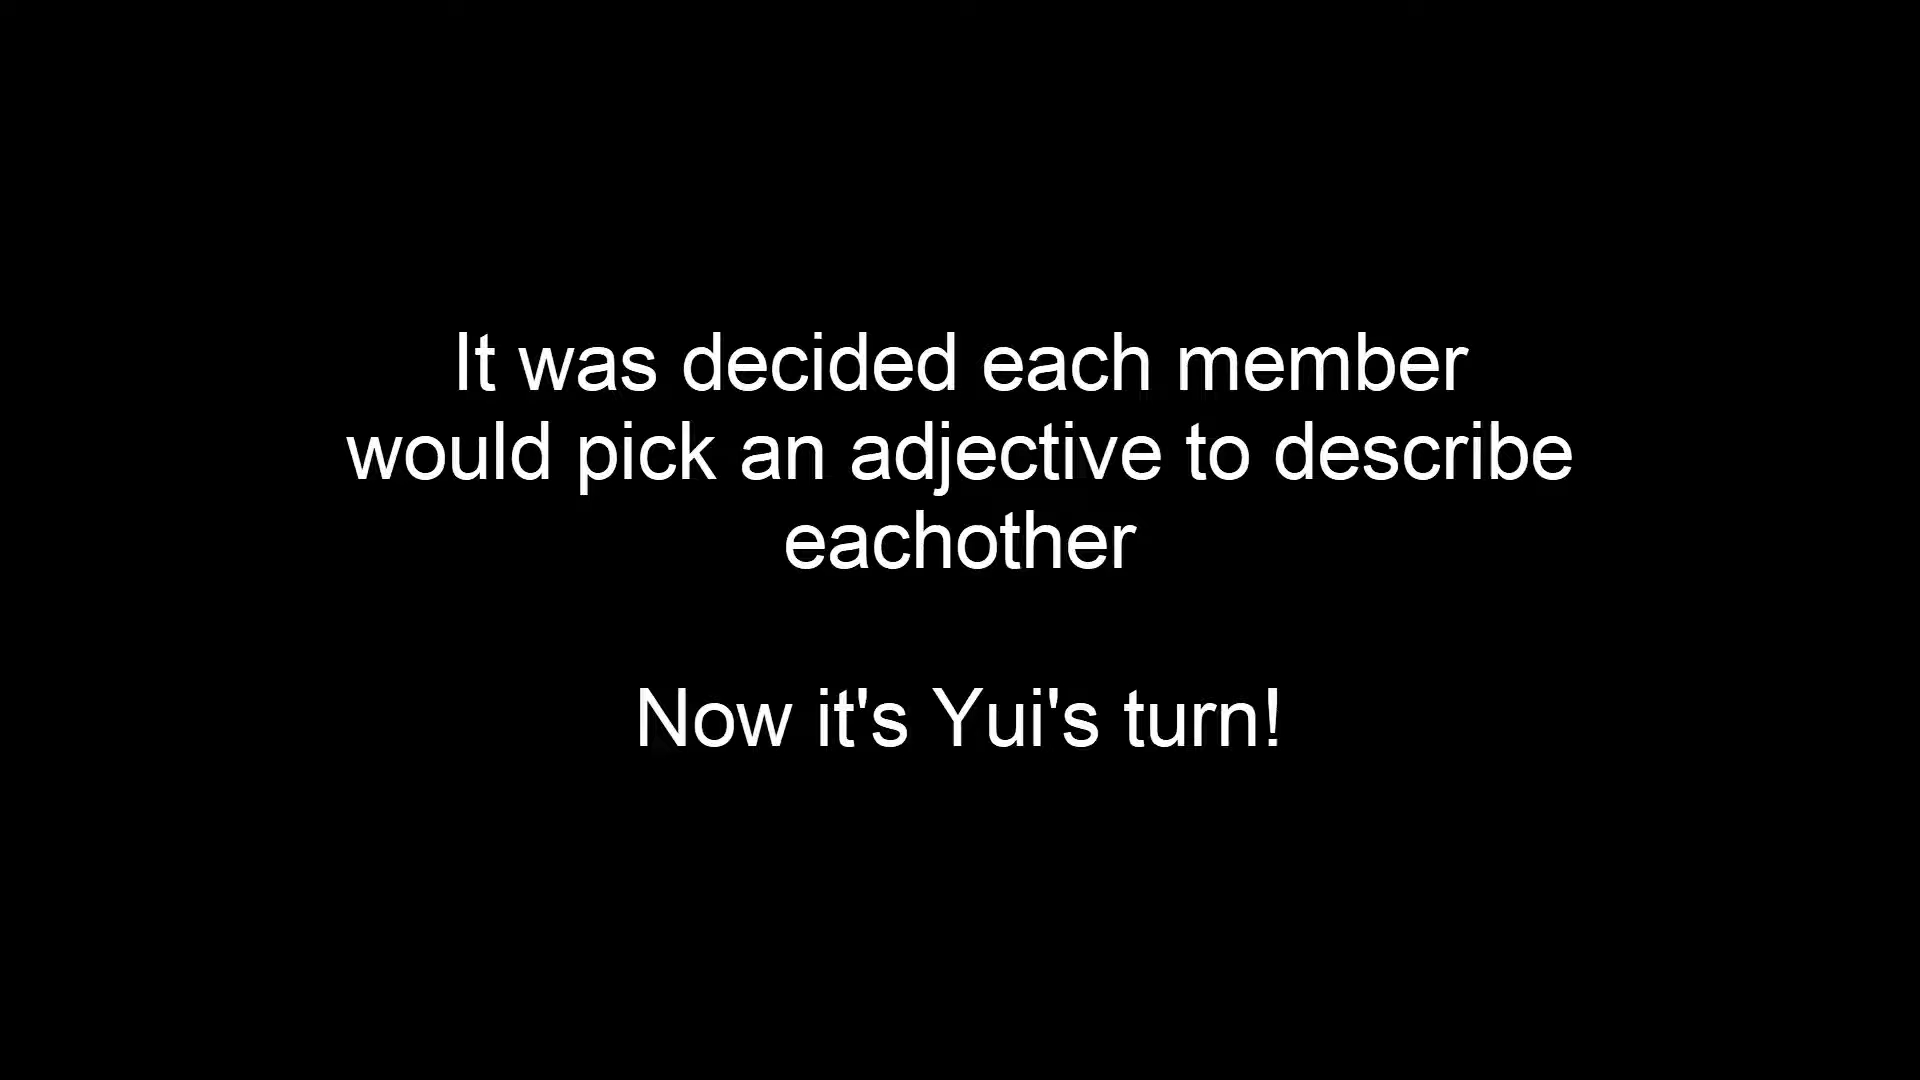 It was decided each member
would pick an adjective to describe
eachother
Now it's Yui's turn!